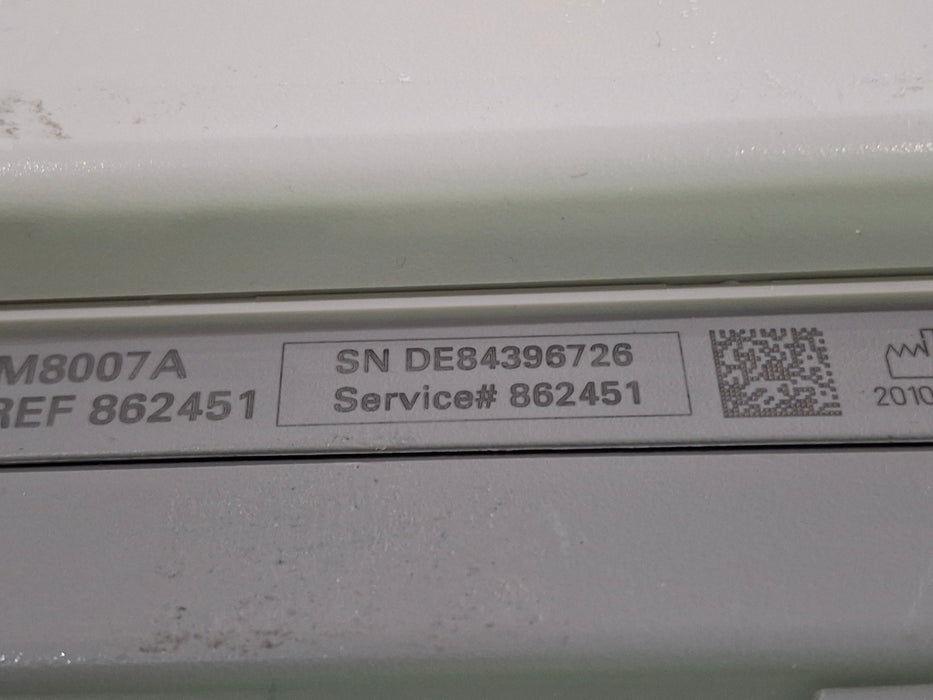 M8007A
REF 862451
SN DE84396726
Service# 862451
2010